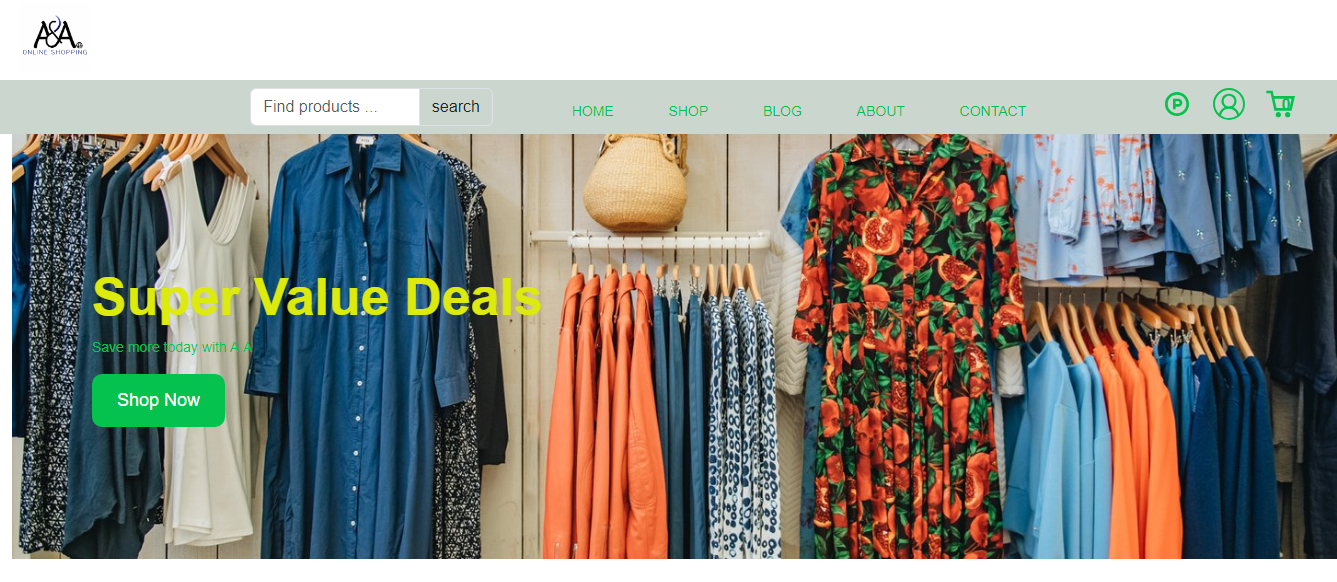 A&A
ONLINE SHOPPING
Find products ...
search
HOME
SHOP
BLOG
ABOUT
CONTACT
P
0
Super Value Deals
Save more today with A.A
Shop Now